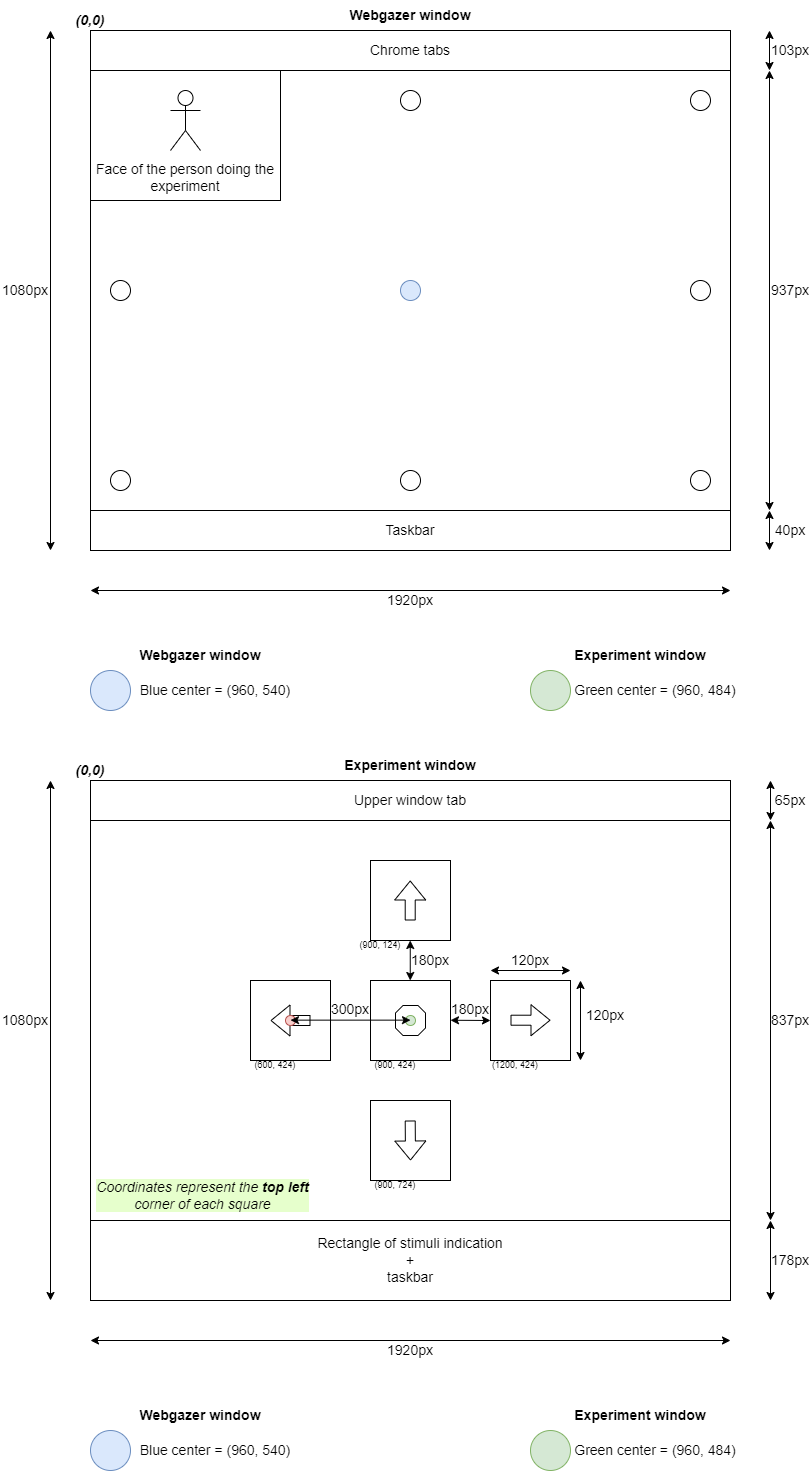 Webgazer window
(0,0)
Chrome tabs
103px
Face of the person doing the
experiment
1080px
937px
Taskbar
40px
1920px
Webgazer window
Experiment window
Blue center = (960, 540)
Green center = (960, 484)
Experiment window
(0,0)
Upper window tab
65px
(900, 124)
180px
120px
300px
180px
120px
1080px
837px
(600, 424)
(900, 424)
(1200, 424)
(900, 724)
Coordinates represent the top left
corner of each square
Rectangle of stimuli indication
+
taskbar
178px
1920px
Webgazer window
Experiment window
Blue center = (960, 540)
Green center = (960, 484)